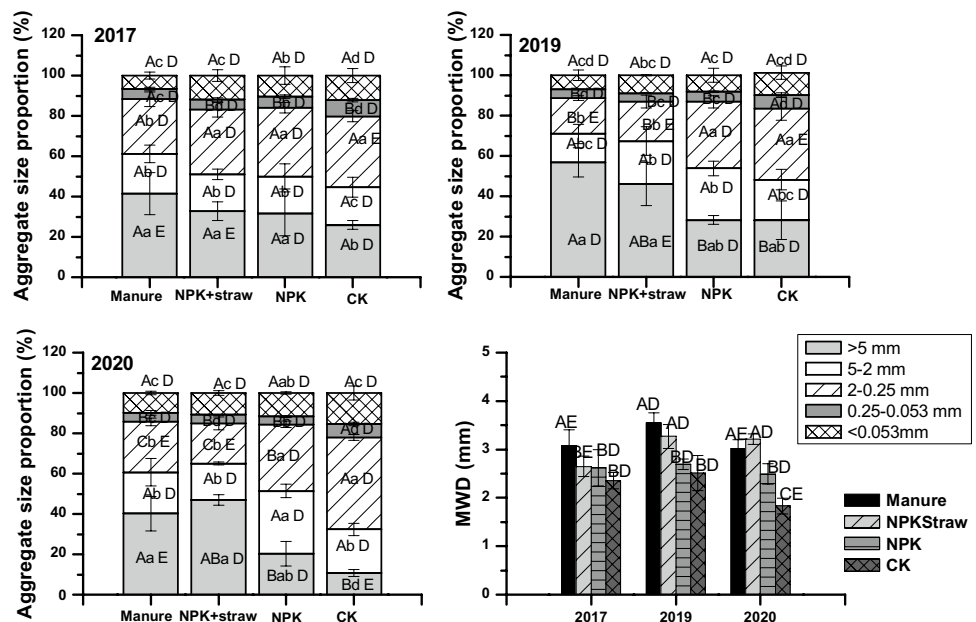 2017
Aggregate size proportion (%)
120
100
80
60
40
20
0
Ac D Ac D Ab D Ad D
Ac D Bd D Bb D Bd D
Ab D Aa D Aa D Aa E
Ab D Ab D Ab D Ac D
Aa E Aa E Aa D Ab D
Manure NPK+straw NPK CK
2019
Aggregate size proportion (%)
120
100
80
60
40
20
0
Acd D Abc D Ac D Acd D
Bd D Bc D Bc D Ad D
Bb E Bb E Aa D Aa E
Abc D Ab D Ab D Abc D
Aa D ABa E Bab D Bab D
Manure NPK+straw NPK CK
2020
Aggregate size proportion (%)
120
100
80
60
40
20
0
Ac D Ac D Aab D Ac D
Bc D Bd D Bb D Ad D
Cb E Cb E Ba D Aa D
Ab D Ab D Aa D Ab D
Aa E ABa D Bab D Bd E
Manure NPK+straw NPK CK
MWD (mm)
5
4
3
2
1
0
AE BE BD BD
AD AD BD BD
AE AD BD CE
2017 2019 2020
>5 mm
5-2 mm
2-0.25 mm
0.25-0.053 mm
<0.053mm
Manure
NPKStraw
NPK
CK